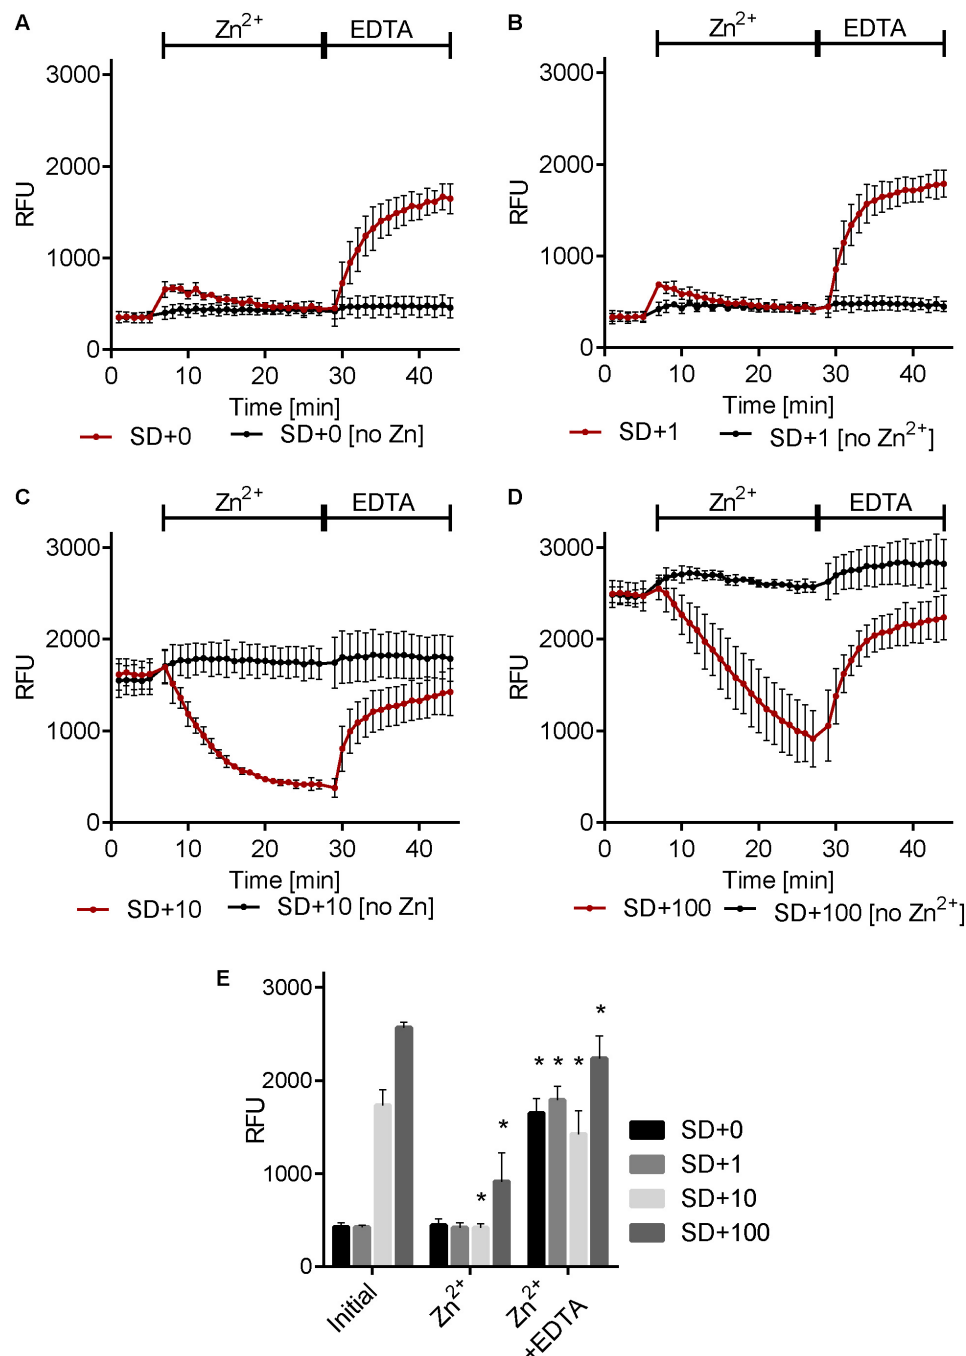 A
Zn²⁺ EDTA
3000
2000
1000
0
RFU
0 10 20 30 40
Time [min]
SD+0 SD+0 [no Zn]
B
Zn²⁺ EDTA
3000
2000
1000
0
RFU
0 10 20 30 40
Time [min]
SD+1 SD+1 [no Zn²⁺]
C
Zn²⁺ EDTA
3000
2000
1000
0
RFU
0 10 20 30 40
Time [min]
SD+10 SD+10 [no Zn]
D
Zn²⁺ EDTA
3000
2000
1000
0
RFU
0 10 20 30 40
Time [min]
SD+100 SD+100 [no Zn²⁺]
E
3000
2000
1000
0
RFU
* * * * * *
Initial
Zn²⁺
Zn²⁺
+EDTA
SD+0
SD+1
SD+10
SD+100